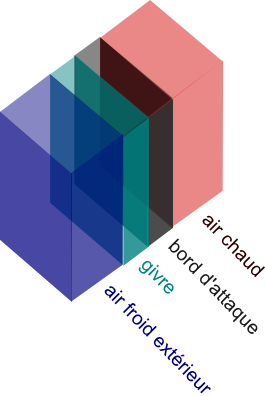 air chaud
bord d'attaque
givre
air froid extérieur